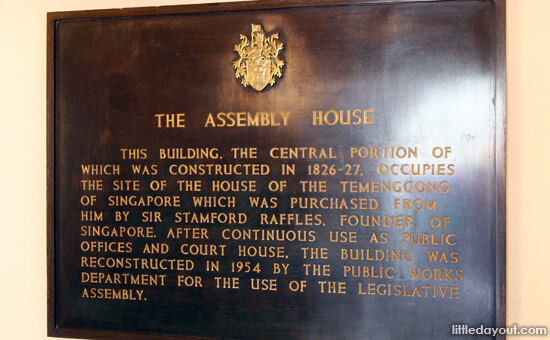 THE ASSEMBLY HOUSE
THIS BUILDING, THE CENTRAL PORTION OF
WHICH WAS CONSTRUCTED IN 1826-27, OCCUPIES
THE SITE OF THE HOUSE OF THE TEMENGGONG
OF SINGAPORE WHICH WAS PURCHASED FROM
HIM BY SIR STAMFORD RAFFLES, FOUNDER OF
SINGAPORE. AFTER CONTINUOUS USE AS PUBLIC
OFFICES AND COURT HOUSE, THE BUILDING WAS
RECONSTRUCTED IN 1954 BY THE PUBLIC WORKS
DEPARTMENT FOR THE USE OF THE LEGISLATIVE
ASSEMBLY.
littledayout.com